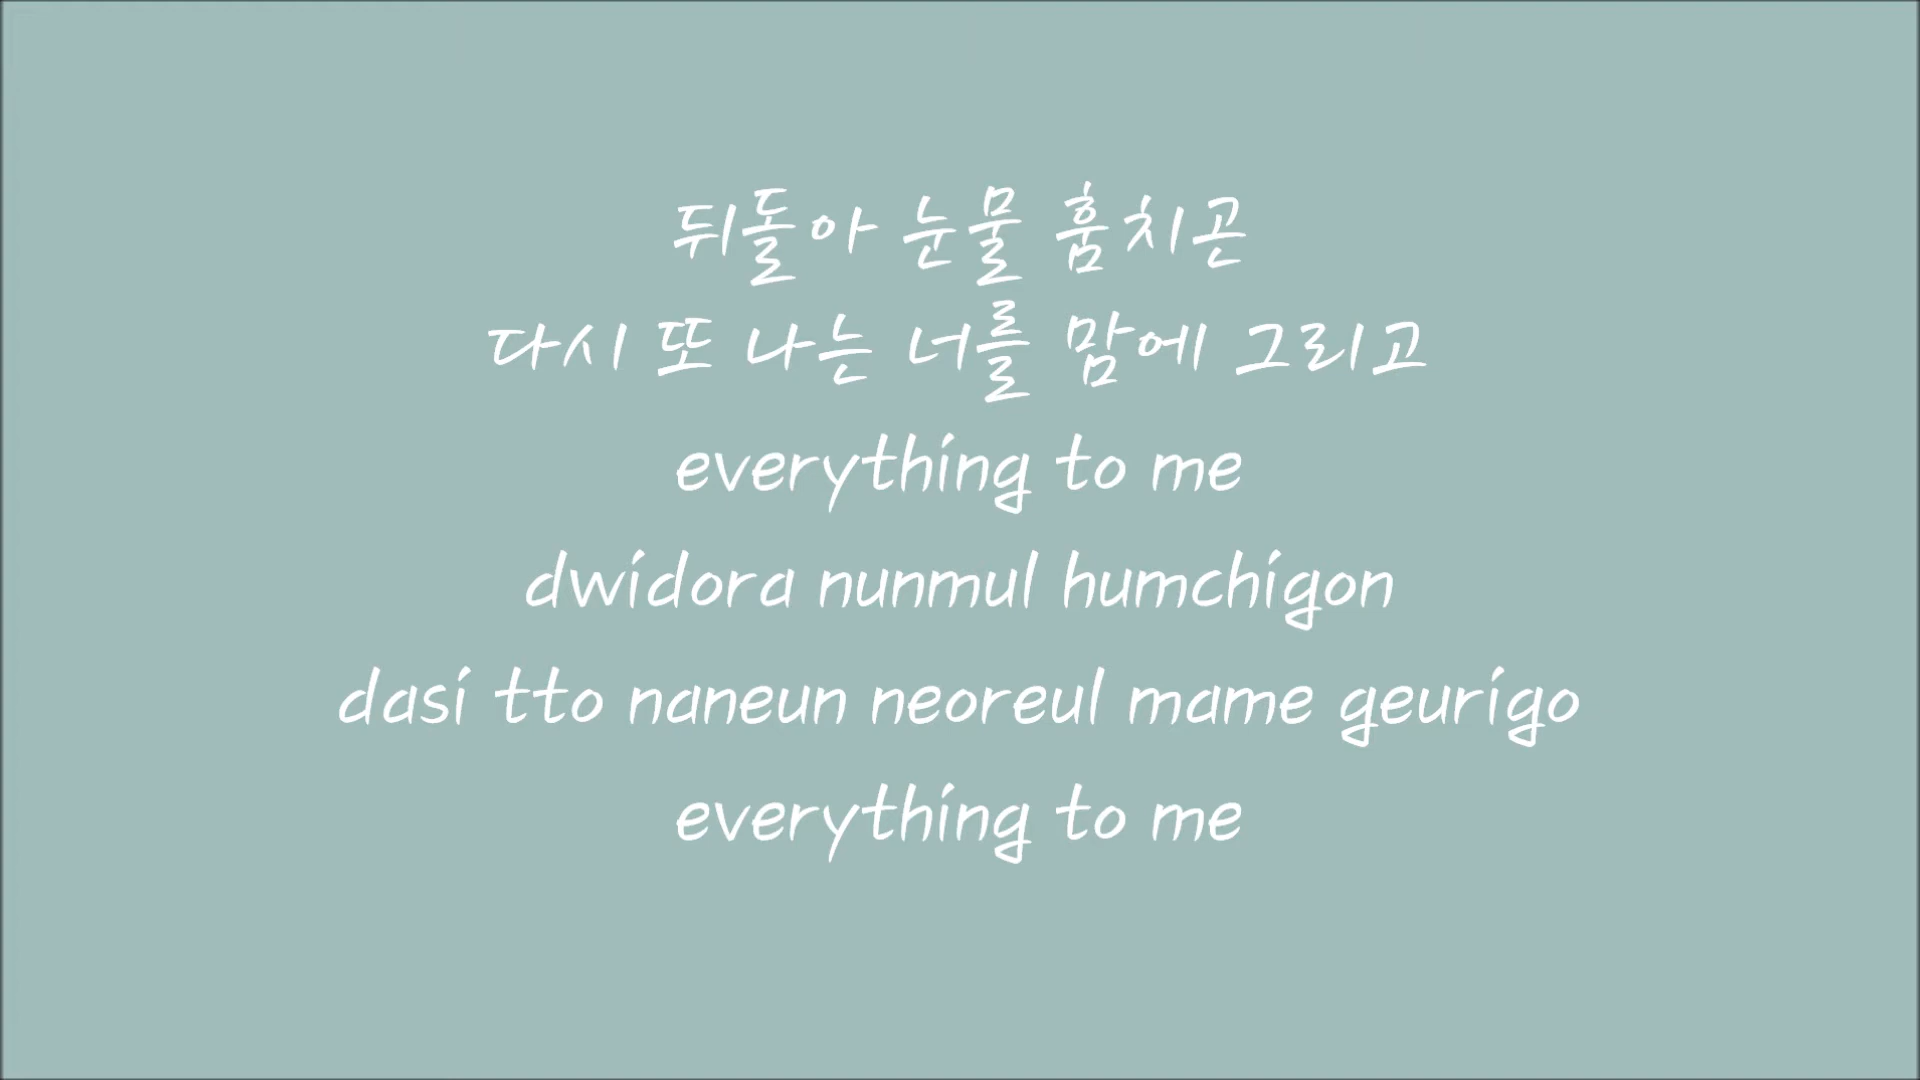 뒤돌아 눈물 훔치곤
다시 또 나는 너를 맘에 그리고
everything to me
dwidora nunmul humchigon
dasi tto naneun neoreul mame geurigo
everything to me